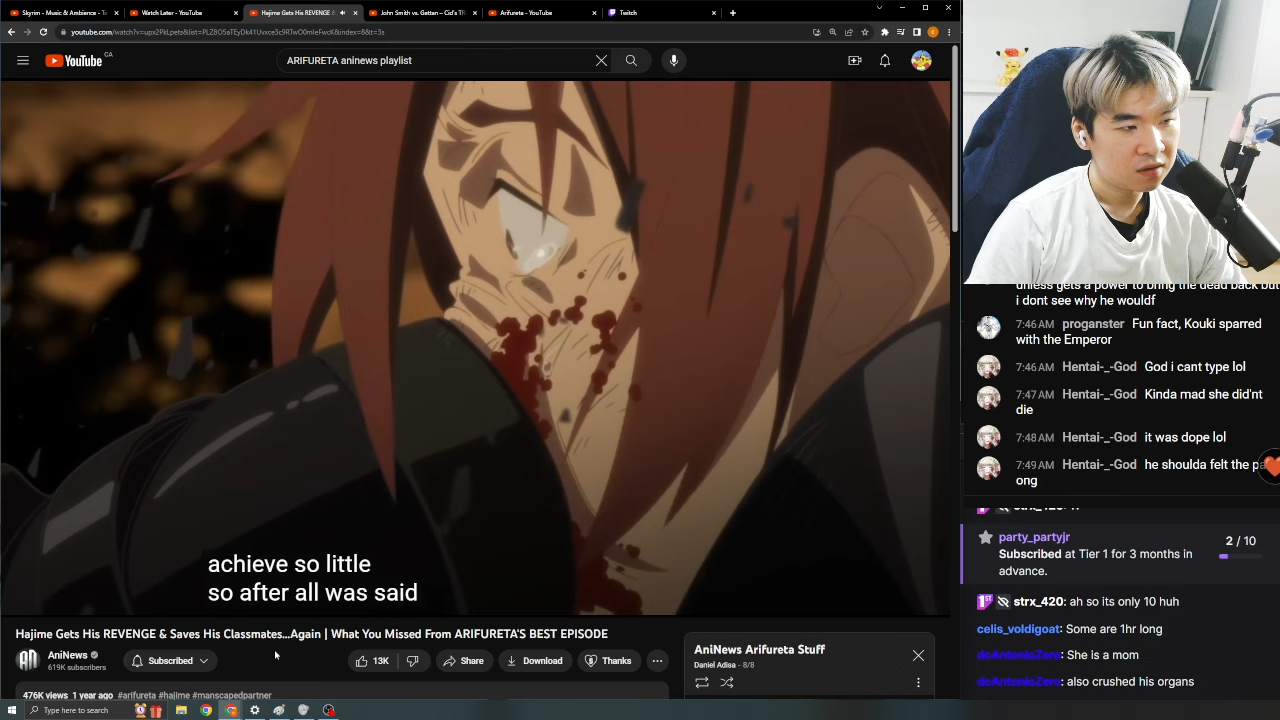 Skyrim - Music & Ambience - T
Watch Later - YouTube
Hajime Gets His REVENGE &
John Smith vs. Gettan – Cid's T
Arifureta - YouTube
Twitch
youtube.com/watch?v=upx2PkLpets&list=PLZ8O5aTEyDk41Uvxce3c9RTwO0mIeFwcK&index=8&t=3s
YouTube CA
ARIFURETA aninews playlist
achieve so little
so after all was said
Hajime Gets His REVENGE & Saves His Classmates...Again | What You Missed From ARIFURETA'S BEST EPISODE
AniNews
619K subscribers
Subscribed
13K
Share
Download
Thanks
476K views 1 year ago #arifureta #hajime #manscapedpartner
AniNews Arifureta Stuff
Daniel Adisa - 8/8
Type here to search
unless gets a power to bring the dead back but
i dont see why he wouldf
7:46 AM proganster Fun fact, Kouki sparred
with the Emperor
7:46 AM Hentai-_-God God i cant type lol
7:47 AM Hentai-_-God Kinda mad she did'nt
die
7:48 AM Hentai-_-God it was dope lol
7:49 AM Hentai-_-God he shoulda felt the
ong
party_partyjr
2 / 10
Subscribed at Tier 1 for 3 months in
advance.
1ST strx_420: ah so its only 10 huh
celis_voldigoat: Some are 1hr long
dcAntonioZero: She is a mom
dcAntonioZero: also crushed his organs